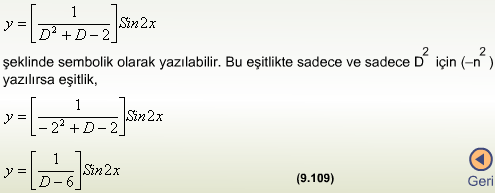 y = [ 1 / (D² + D − 2) ] Sin2x
şeklinde sembolik olarak yazılabilir. Bu eşitlikte sadece ve sadece D² için (−n²)
yazılırsa eşitlik,
y = [ 1 / (−2² + D − 2) ] Sin2x
y = [ 1 / (D − 6) ] Sin2x
(9.109)
Geri